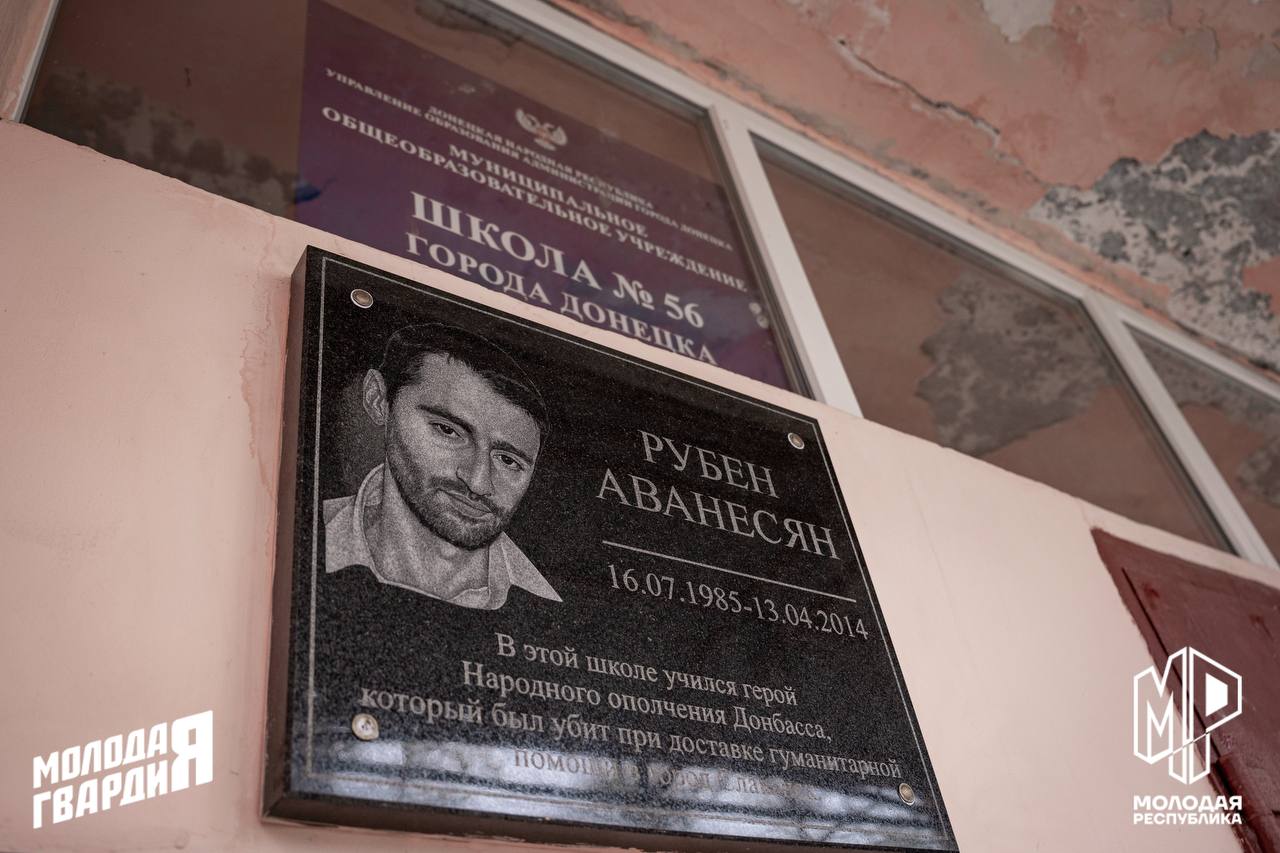 ДОНЕЦКАЯ НАРОДНАЯ РЕСПУБЛИКА
УПРАВЛЕНИЕ ОБРАЗОВАНИЯ АДМИНИСТРАЦИИ ГОРОДА ДОНЕЦКА
МУНИЦИПАЛЬНОЕ
ОБЩЕОБРАЗОВАТЕЛЬНОЕ УЧРЕЖДЕНИЕ
ШКОЛА № 56
ГОРОДА ДОНЕЦКА
РУБЕН
АВАНЕСЯН
16.07.1985-13.04.2014
В этой школе учился герой
Народного ополчения Донбасса,
который был убит при доставке гуманитарной
помощи в город
МОЛОДАЯ
ГВАРДИЯ
МР
МОЛОДАЯ
РЕСПУБЛИКА